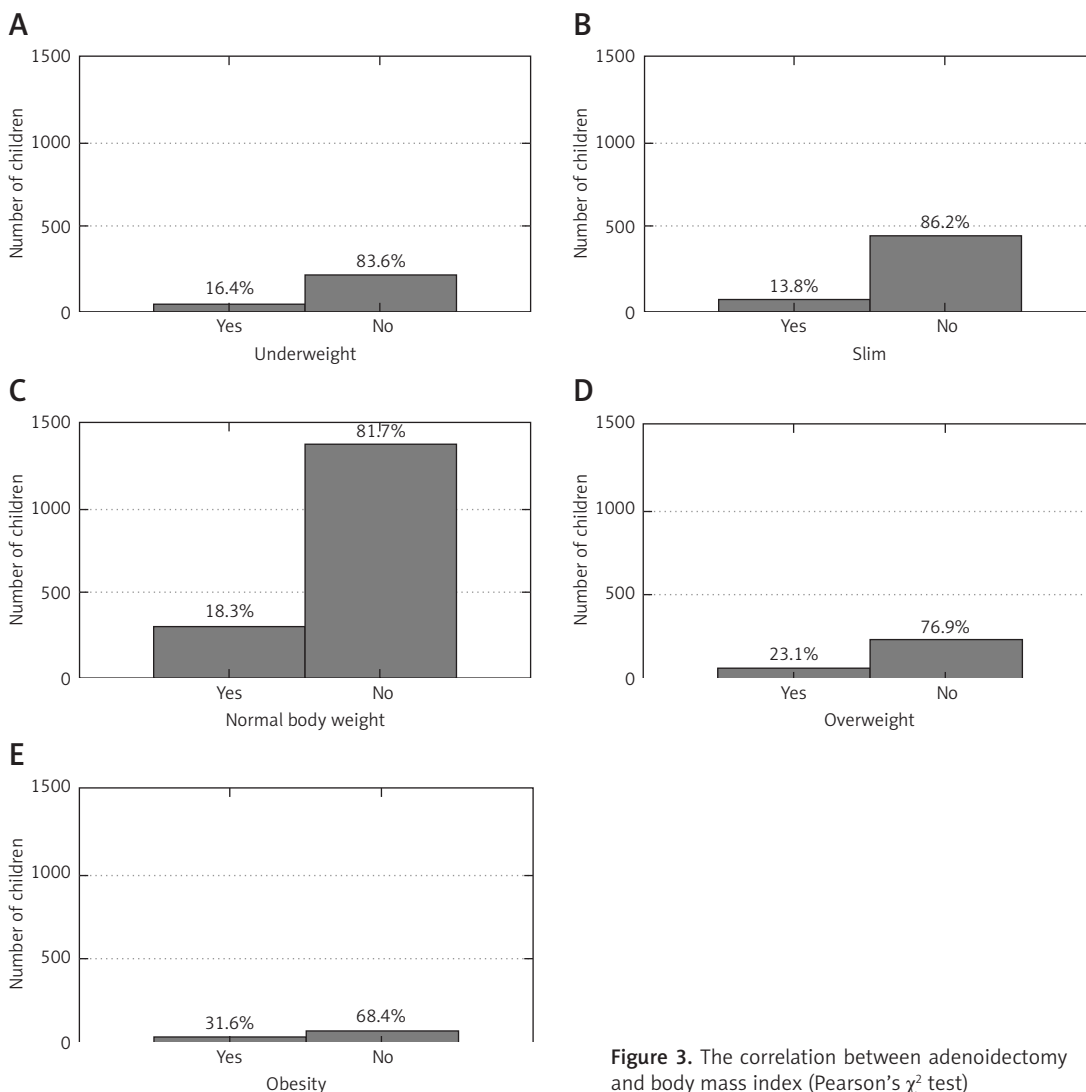 A
Number of children
1500
1000
500
0
16.4%
83.6%
Yes
No
Underweight
B
Number of children
1500
1000
500
0
13.8%
86.2%
Yes
No
Slim
C
Number of children
1500
1000
500
0
18.3%
81.7%
Yes
No
Normal body weight
D
Number of children
1500
1000
500
0
23.1%
76.9%
Yes
No
Overweight
E
Number of children
1500
1000
500
0
31.6%
68.4%
Yes
No
Obesity
Figure 3. The correlation between adenoidectomy
and body mass index (Pearson's χ² test)